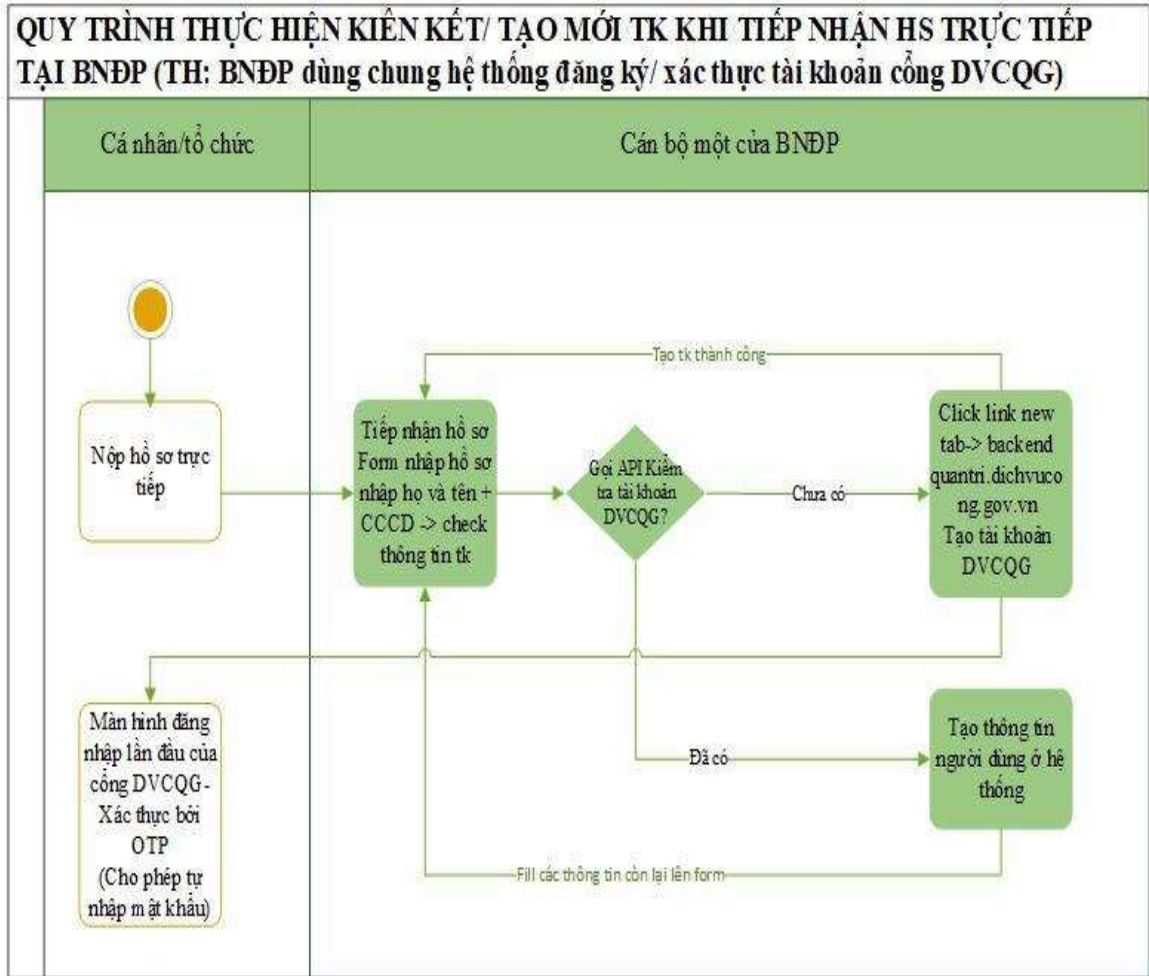 QUY TRÌNH THỰC HIỆN KIÊN KẾT/ TẠO MỚI TK KHI TIẾP NHẬN HS TRỰC TIẾP
TẠI BNĐP (TH: BNĐP dùng chung hệ thống đăng ký/ xác thực tài khoản cổng DVCQG)
Cá nhân/tổ chức
Cán bộ một cửa BNĐP
Tạo tk thành công
Nộp hồ sơ trực
tiếp
Tiếp nhận hồ sơ
Form nhập hồ sơ
nhập họ và tên +
CCCD -> check
thông tin tk
Gọi API Kiểm
tra tài khoản
DVCQG?
Chưa có
Click link new
tab-> backend
quantri.dichvuco
ng.gov.vn
Tạo tài khoản
DVCQG
Màn hình đăng
nhập lần đầu của
cổng DVCQG -
Xác thực bởi
OTP
(Cho phép tự
nhập mật khẩu)
Đã có
Tạo thông tin
người dùng ở hệ
thống
Fill các thông tin còn lại lên form